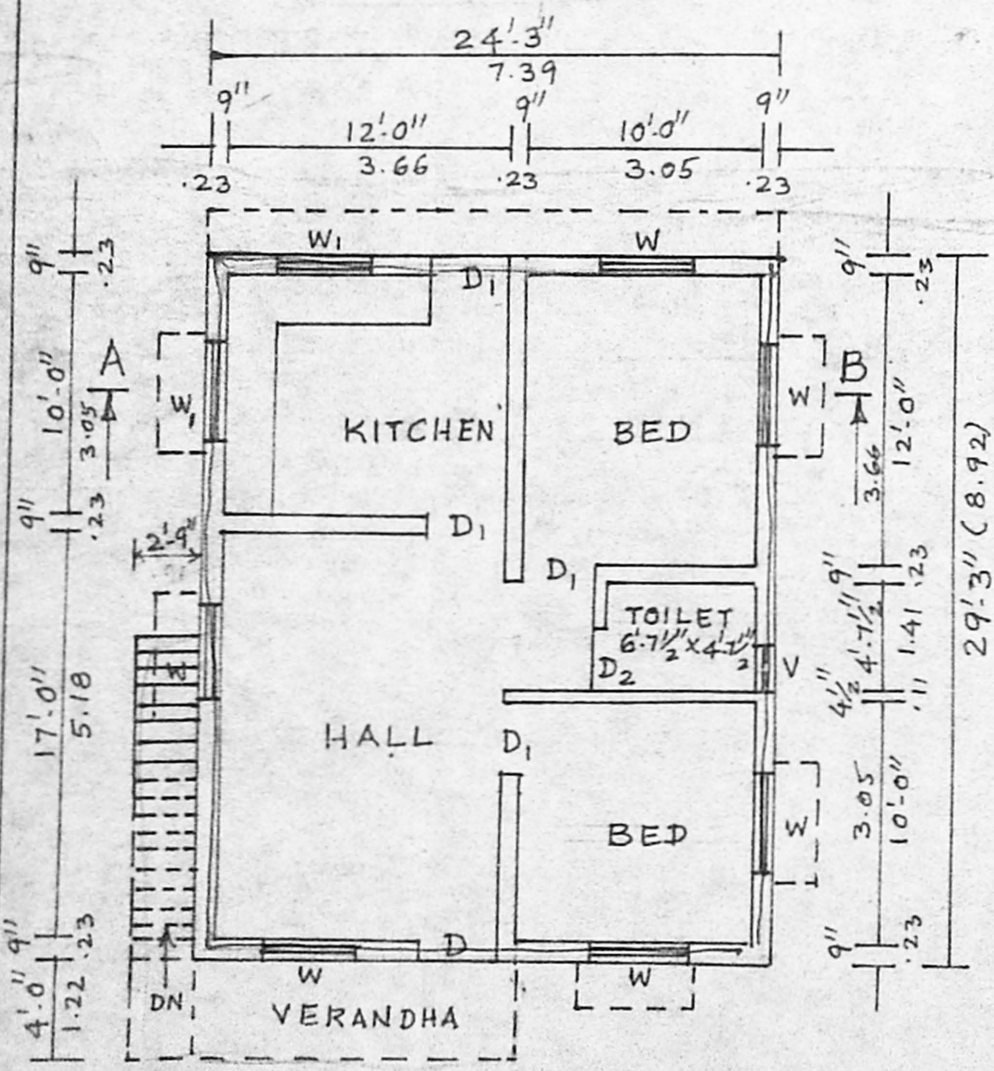 24'-3"
7.39
9" 12'-0" 9" 10'-0" 9"
.23 3.66 .23 3.05 .23
W1 W
D1
9" .23
9" .23
A
W1
10'-0"
3.05
KITCHEN
BED
W
B
3.66
12'-0"
29'-3" (8.92)
9" .23
D1
2'-9"
D1
9" .23
TOILET
6'-7½" x 4'-7½"
4'-7½" 1.41
D2
V
4½" .11
W
17'-0"
5.18
HALL
D1
BED
W
3.05
10'-0"
9" .23
D
9" .23
W
W
4'-0"
1.22
DN
VERANDHA